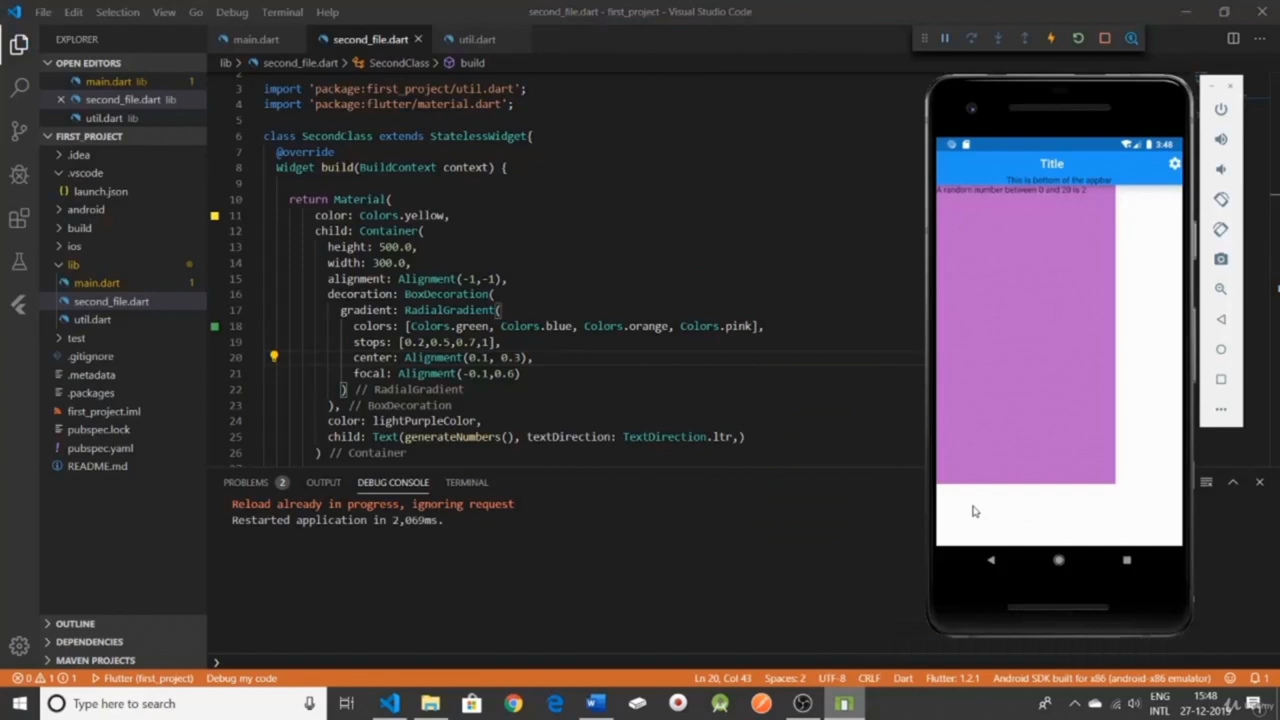 File Edit Selection View Go Debug Terminal Help
second_file.dart - first_project - Visual Studio Code
EXPLORER
main.dart
second_file.dart
util.dart
OPEN EDITORS
main.dart lib 1
second_file.dart lib
util.dart lib
FIRST_PROJECT
.idea
.vscode
launch.json
android
build
ios
lib
main.dart 1
second_file.dart
util.dart
test
.gitignore
.metadata
.packages
first_project.iml
pubspec.lock
pubspec.yaml
README.md
OUTLINE
DEPENDENCIES
MAVEN PROJECTS
lib > second_file.dart > SecondClass > build
3 import 'package:first_project/util.dart';
4 import 'package:flutter/material.dart';
5
6 class SecondClass extends StatelessWidget{
7 @override
8 Widget build(BuildContext context) {
9
10 return Material(
11 color: Colors.yellow,
12 child: Container(
13 height: 500.0,
14 width: 300.0,
15 alignment: Alignment(-1,-1),
16 decoration: BoxDecoration(
17 gradient: RadialGradient(
18 colors: [Colors.green, Colors.blue, Colors.orange, Colors.pink],
19 stops: [0.2,0.5,0.7,1],
20 center: Alignment(0.1, 0.3),
21 focal: Alignment(-0.1,0.6)
22 ) // RadialGradient
23 ), // BoxDecoration
24 color: lightPurpleColor,
25 child: Text(generateNumbers(), textDirection: TextDirection.ltr,)
26 ) // Container
PROBLEMS 2 OUTPUT DEBUG CONSOLE TERMINAL
Reload already in progress, ignoring request
Restarted application in 2,069ms.
3:48
Title
This is bottom of the appbar
A random number between 0 and 20 is 2
0 1 1 Flutter (first_project) Debug my code
Ln 20, Col 43 Spaces: 2 UTF-8 CRLF Dart Flutter: 1.2.1 Android SDK built for x86 (android-x86 emulator) 1
Type here to search
ENG
INTL
15:48
27-12-2019